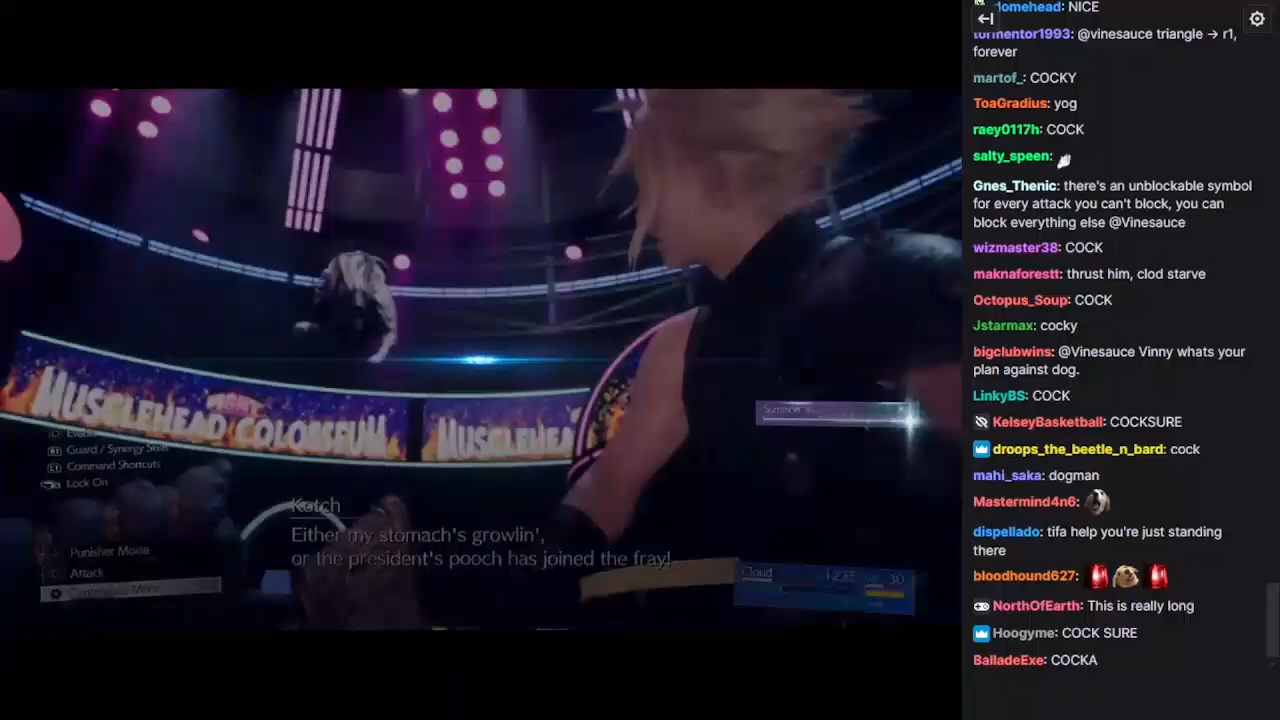 MUSCLEHEAD COLOSSEUM
Guard / Synergy Skills
Command Shortcuts
Lock On
Kotch
Either my stomach's growlin',
or the president's pooch has joined the fray!
Punisher Mode
Attack
Commands Menu
Summon
Cloud 1235 30
domehead: NICE
tormentor1993: @vinesauce triangle → r1,
forever
martof_: COCKY
ToaGradius: yog
raey0117h: COCK
salty_speen:
Gnes_Thenic: there's an unblockable symbol
for every attack you can't block, you can
block everything else @Vinesauce
wizmaster38: COCK
maknaforestt: thrust him, clod starve
Octopus_Soup: COCK
Jstarmax: cocky
bigclubwins: @Vinesauce Vinny whats your
plan against dog.
LinkyBS: COCK
KelseyBasketball: COCKSURE
droops_the_beetle_n_bard: cock
mahi_saka: dogman
Mastermind4n6:
dispellado: tifa help you're just standing
there
bloodhound627:
NorthOfEarth: This is really long
Hoogyme: COCK SURE
BalladeExe: COCKA